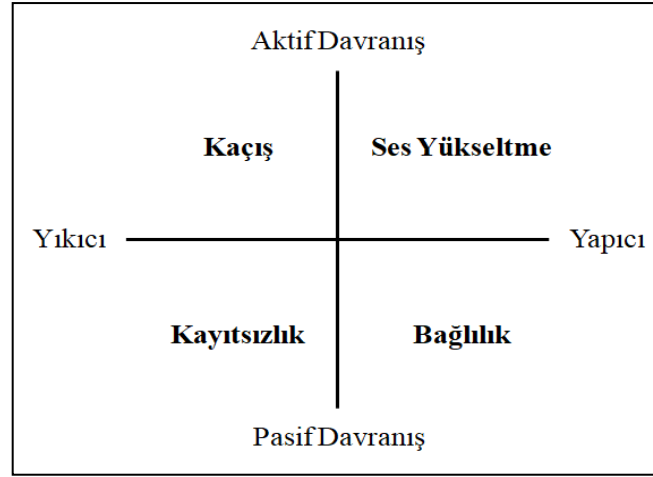 Aktif Davranış
Kaçış Ses Yükseltme
Yıkıcı Yapıcı
Kayıtsızlık Bağlılık
Pasif Davranış